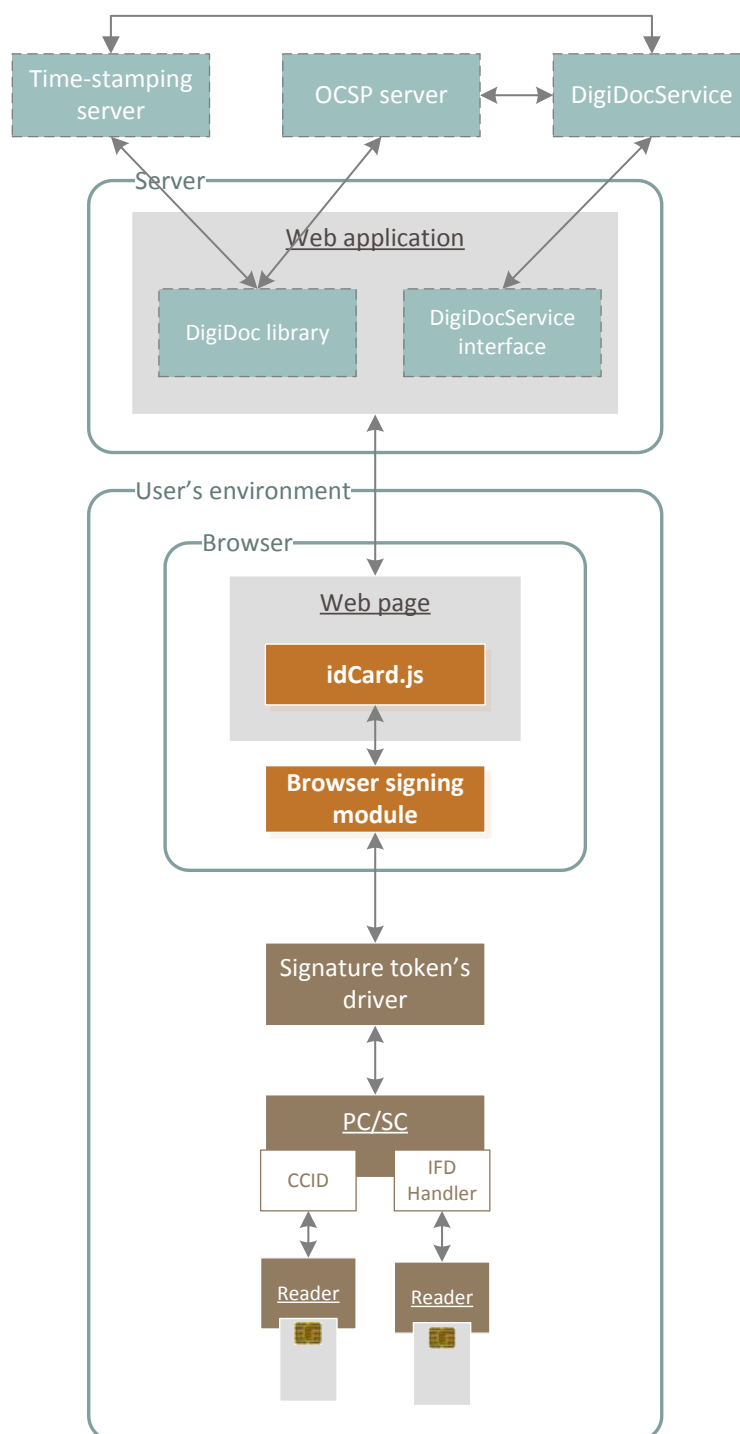 Time-stamping
server
OCSP server
DigiDocService
Server
Web application
DigiDoc library
DigiDocService
interface
User's environment
Browser
Web page
idCard.js
Browser signing
module
Signature token's
driver
PC/SC
CCID
IFD
Handler
Reader
Reader